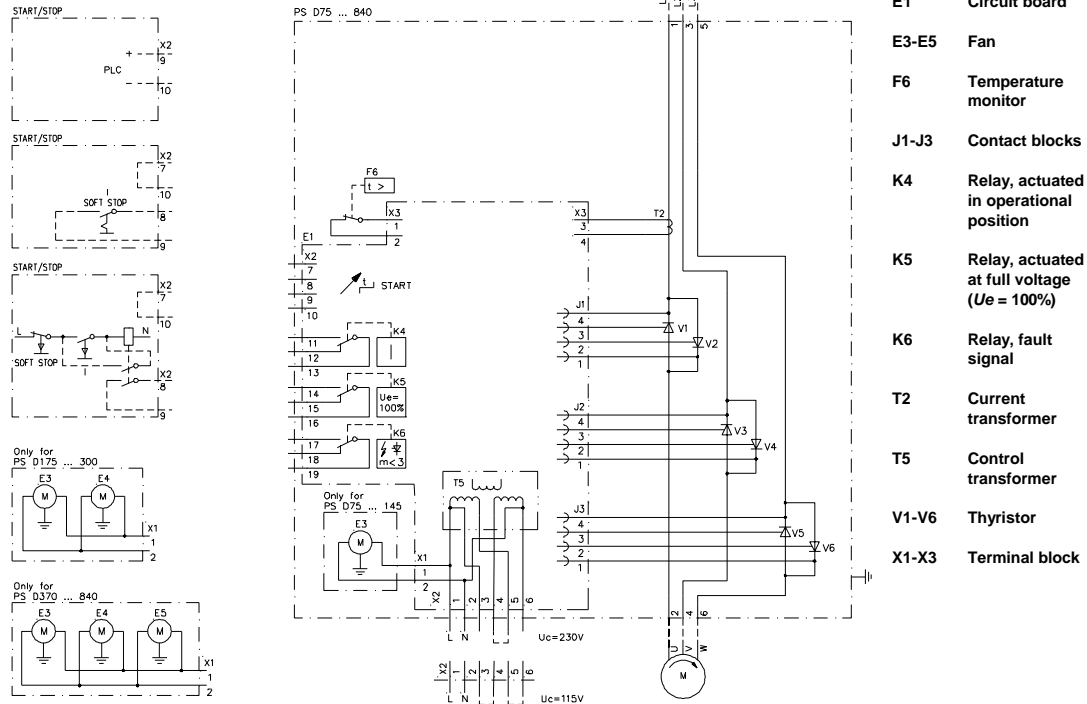 START/STOP
X2
+
9
PLC
-
10
START/STOP
X2
7
10
SOFT STOP
8
9
START/STOP
X2
7
10
L
N
SOFT STOP
X2
8
9
Only for
PS D175 ... 300
E3
E4
M
M
X1
1
2
Only for
PS D370 ... 840
E3
E4
E5
M
M
M
X1
1
2
PS D75 ... 840
1
3
5
F6
t >
X3
1
2
X3
3
4
T2
E1
X2
7
8
9
10
t
START
11
12
13
K4
14
15
16
K5
Ue=
100%
17
18
19
K6
m<3
J1
4
3
2
1
V1
V2
J2
4
3
2
1
V3
V4
J3
4
3
2
1
V5
V6
T5
Only for
PS D75 ... 145
E3
M
X1
1
2
X2
1
2
3
4
5
6
L N
Uc=230V
X2
1
2
3
4
5
6
L N
Uc=115V
2
4
6
U
V
W
M
E1 Circuit board
E3-E5 Fan
F6 Temperature
monitor
J1-J3 Contact blocks
K4 Relay, actuated
in operational
position
K5 Relay, actuated
at full voltage
(Ue = 100%)
K6 Relay, fault
signal
T2 Current
transformer
T5 Control
transformer
V1-V6 Thyristor
X1-X3 Terminal block